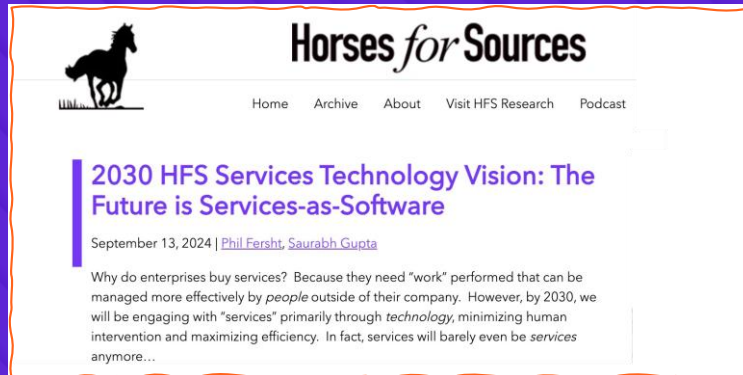 Horses for Sources
Home Archive About Visit HFS Research Podcast
2030 HFS Services Technology Vision: The
Future is Services-as-Software
September 13, 2024 | Phil Fersht, Saurabh Gupta
Why do enterprises buy services? Because they need “work” performed that can be
managed more effectively by people outside of their company. However, by 2030, we
will be engaging with “services” primarily through technology, minimizing human
intervention and maximizing efficiency. In fact, services will barely even be services
anymore…